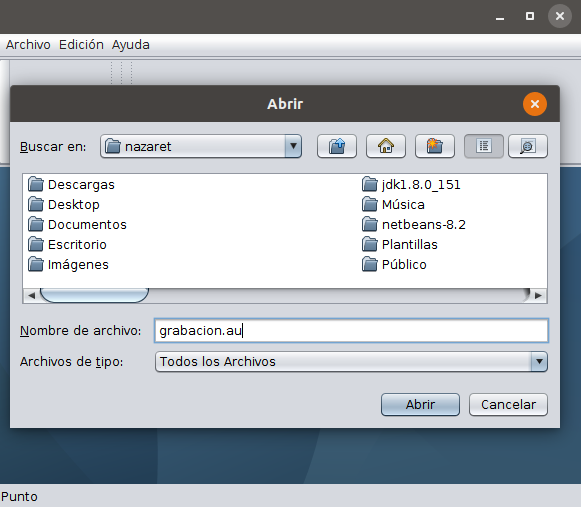 Archivo Edición Ayuda
Abrir
Buscar en: nazaret
Descargas jdk1.8.0_151
Desktop Música
Documentos netbeans-8.2
Escritorio Plantillas
Imágenes Público
Nombre de archivo: grabacion.au
Archivos de tipo: Todos los Archivos
Abrir Cancelar
Punto